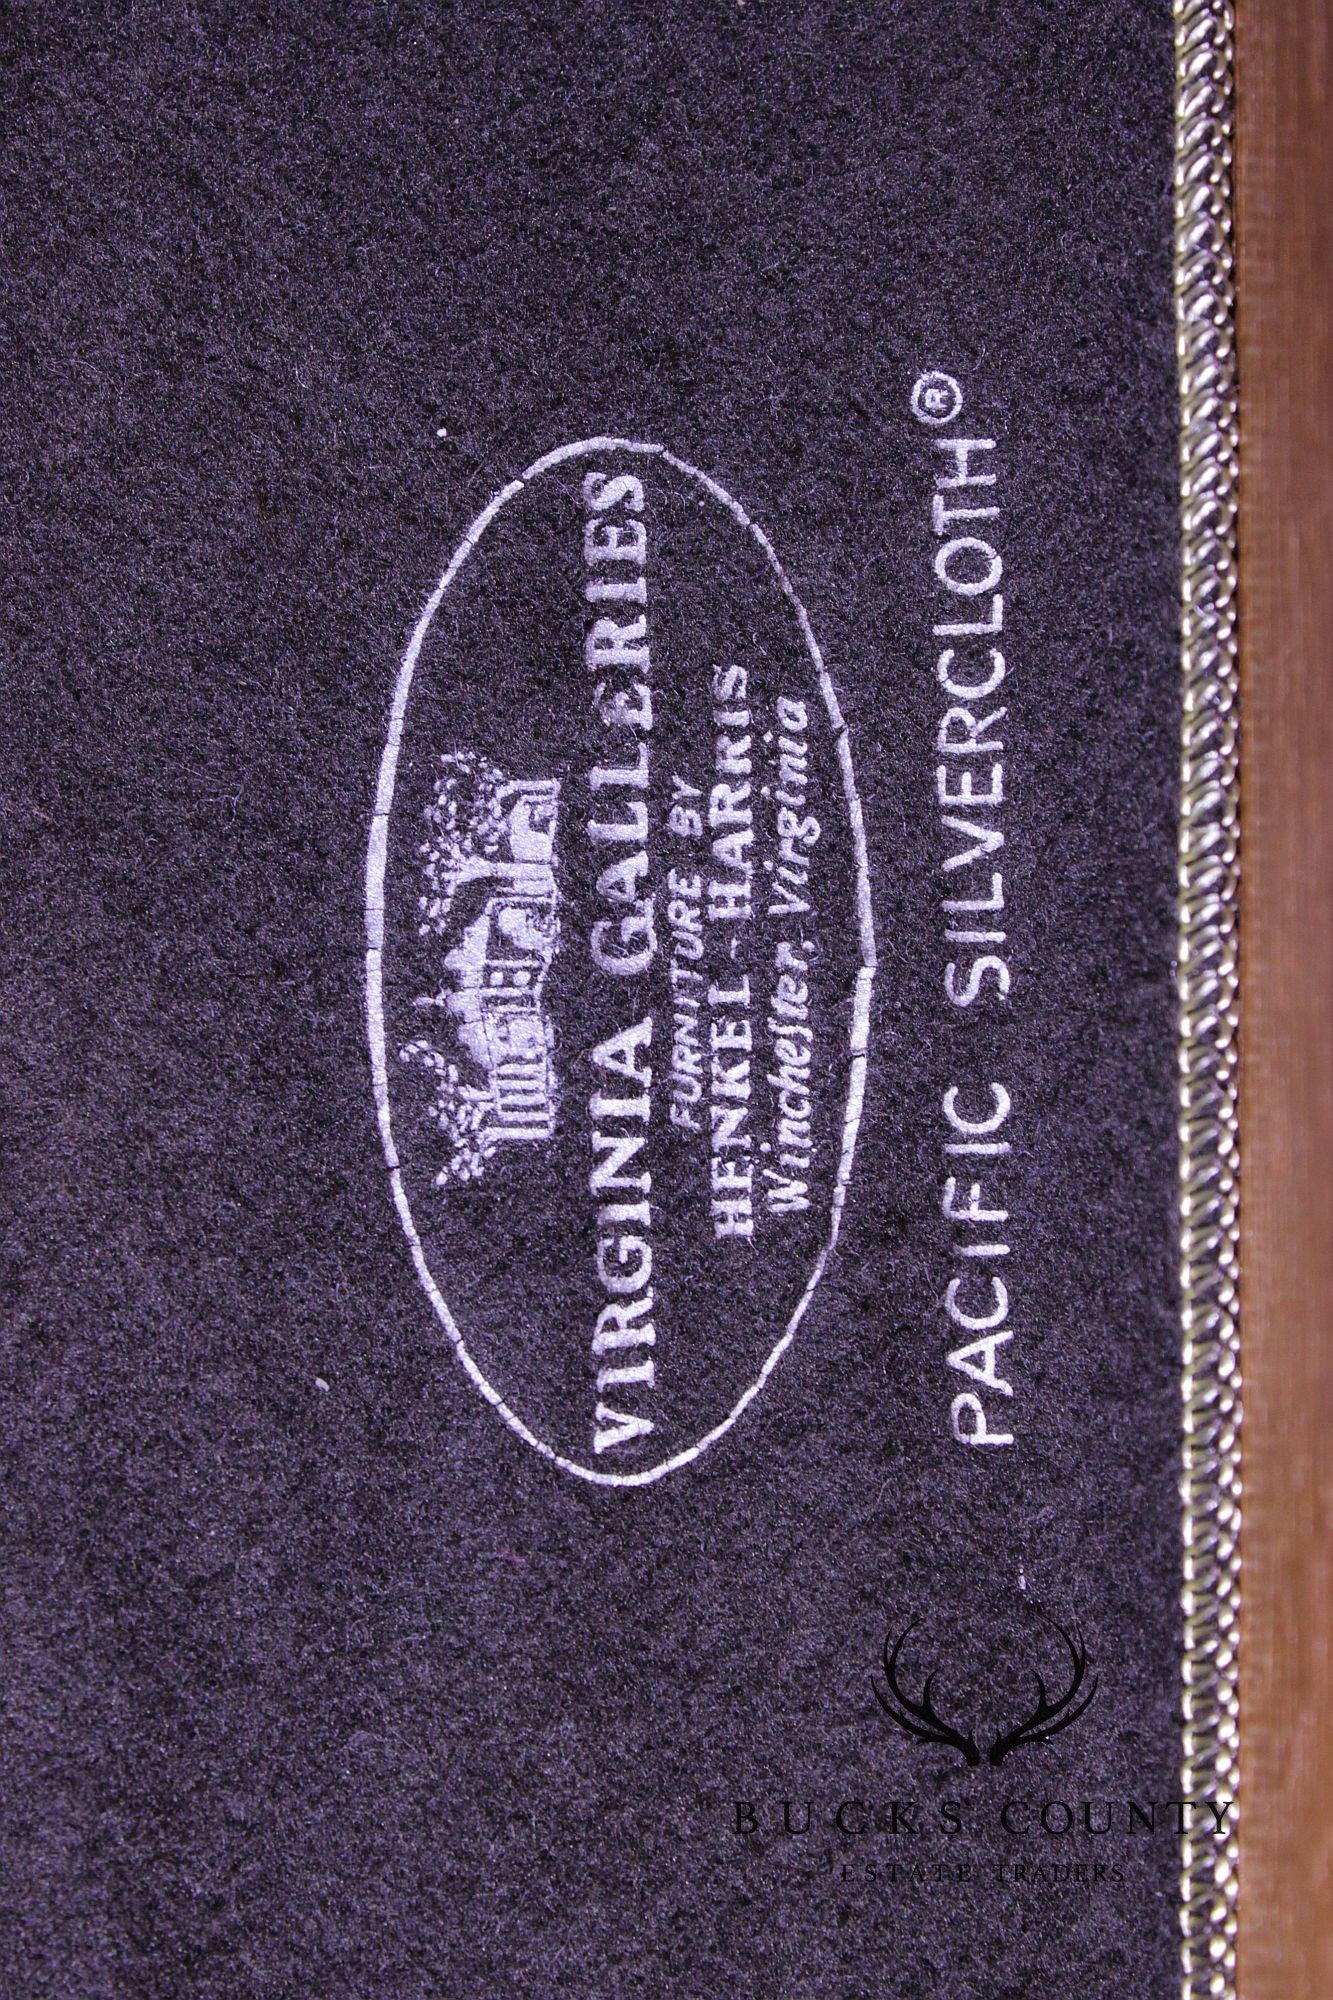 VIRGINIA GALLERIES
FURNITURE BY
HENKEL-HARRIS
Winchester, Virginia
PACIFIC SILVERCLOTH®
BUCKS COUNTY
ESTATE TRADERS